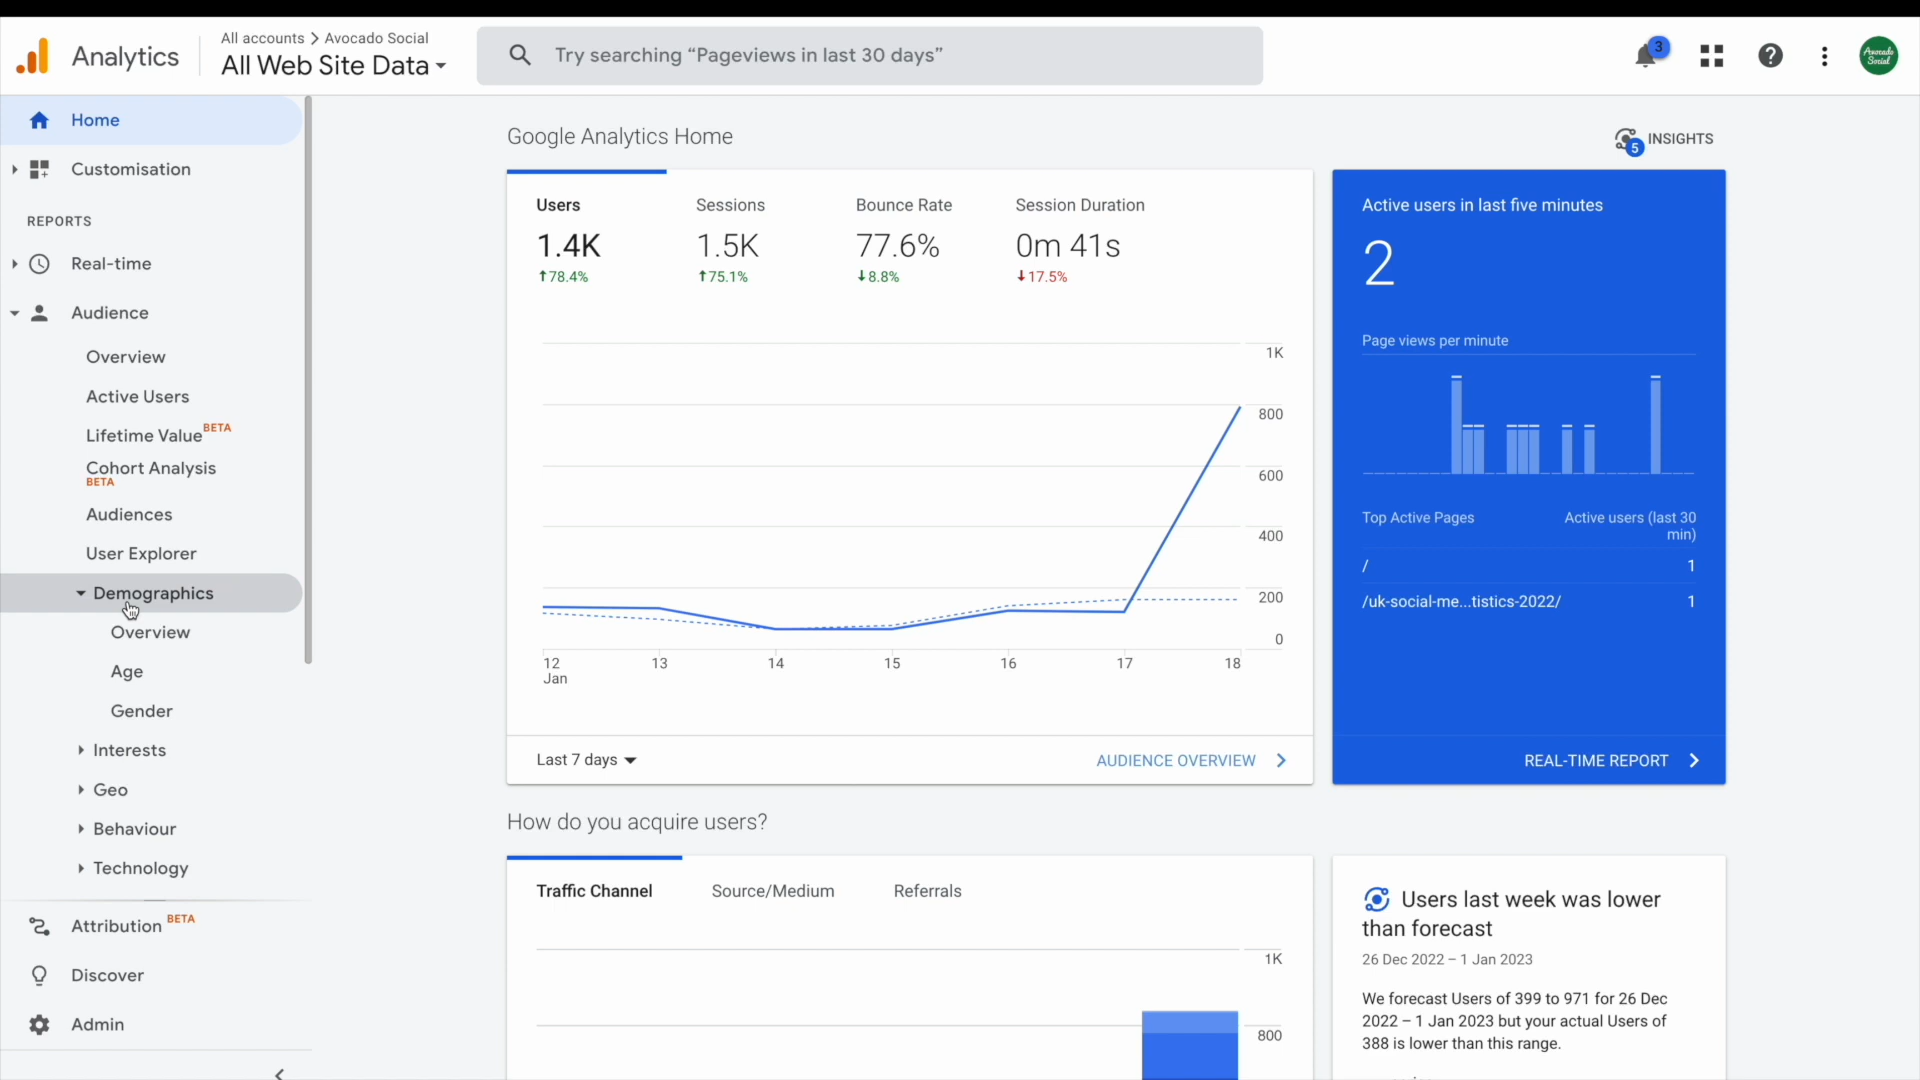 Analytics
All accounts > Avocado Social
All Web Site Data
Try searching “Pageviews in last 30 days”
3
Avocado
Social
Home
Customisation
REPORTS
Real-time
Audience
Overview
Active Users
Lifetime Value BETA
Cohort Analysis
BETA
Audiences
User Explorer
Demographics
Overview
Age
Gender
Interests
Geo
Behaviour
Technology
Attribution BETA
Discover
Admin
Google Analytics Home
INSIGHTS
5
Users
Sessions
Bounce Rate
Session Duration
1.4K
1.5K
77.6%
0m 41s
78.4%
75.1%
8.8%
17.5%
1K
800
600
400
200
0
12
13
14
15
16
17
18
Jan
Last 7 days
AUDIENCE OVERVIEW
Active users in last five minutes
2
Page views per minute
Top Active Pages
Active users (last 30
min)
/
1
/uk-social-me...tistics-2022/
1
REAL-TIME REPORT
How do you acquire users?
Traffic Channel
Source/Medium
Referrals
1K
800
Users last week was lower
than forecast
26 Dec 2022 – 1 Jan 2023
We forecast Users of 399 to 971 for 26 Dec
2022 – 1 Jan 2023 but your actual Users of
388 is lower than this range.